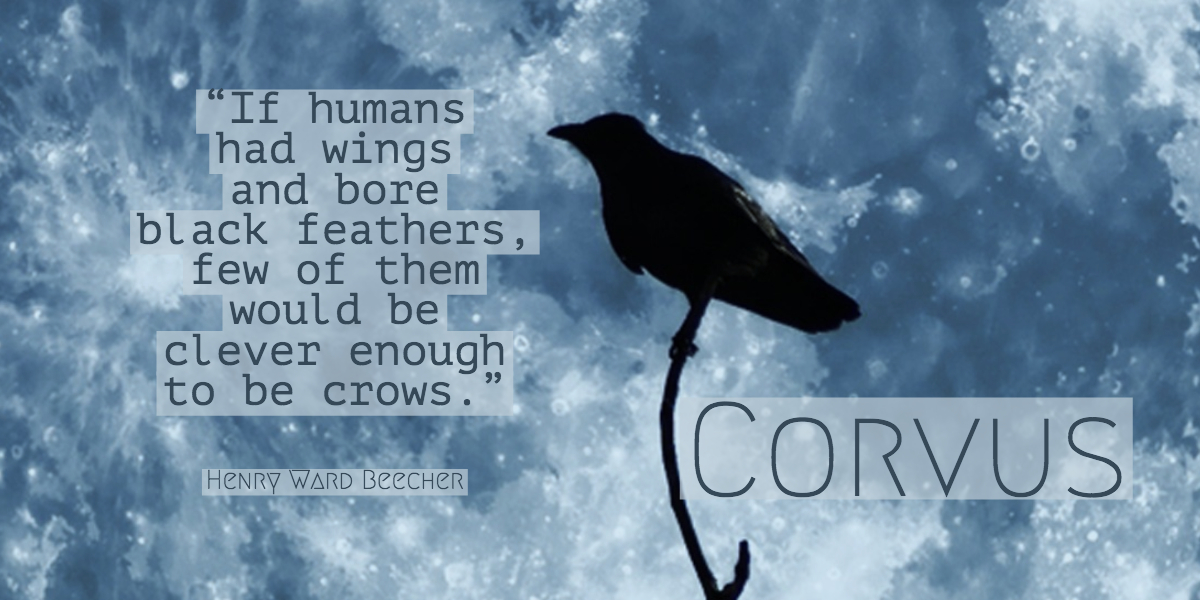 “If humans
had wings
and bore
black feathers,
few of them
would be
clever enough
to be crows.”
Henry Ward Beecher
Corvus